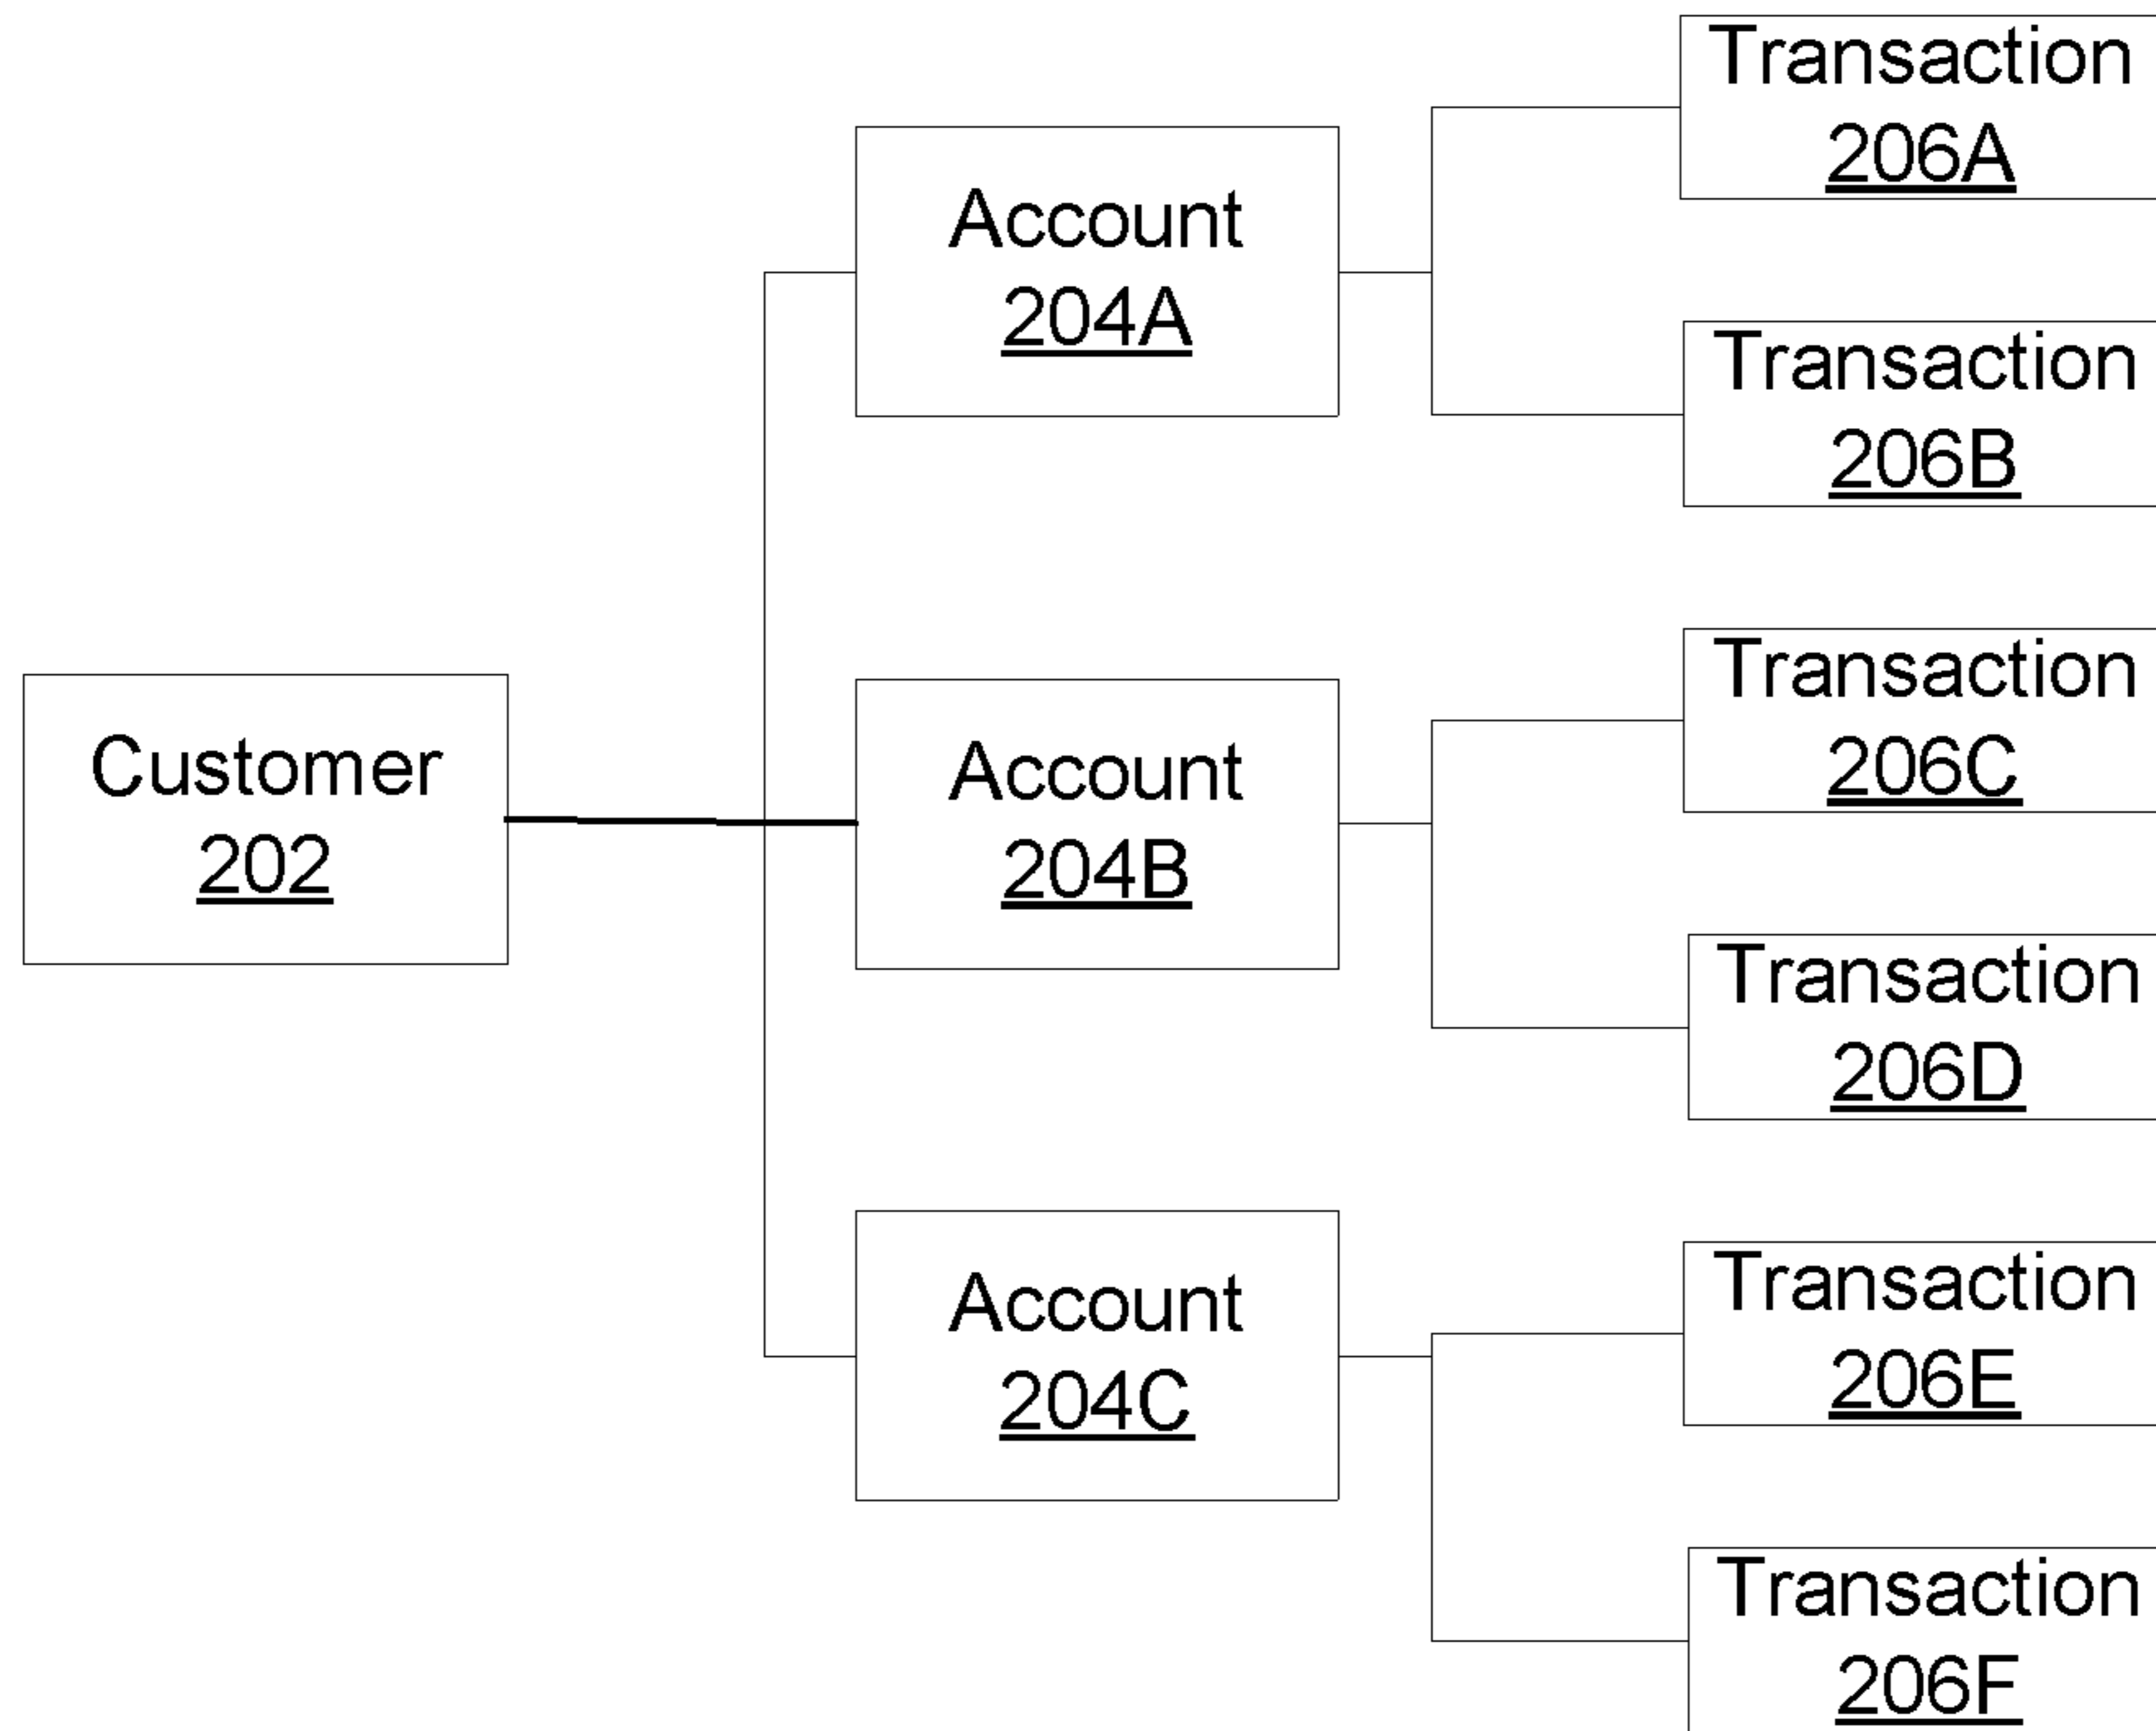 Transaction
206A
Account
204A
Transaction
206B
Transaction
206C
Customer
202
Account
204B
Transaction
206D
Account
204C
Transaction
206E
Transaction
206F